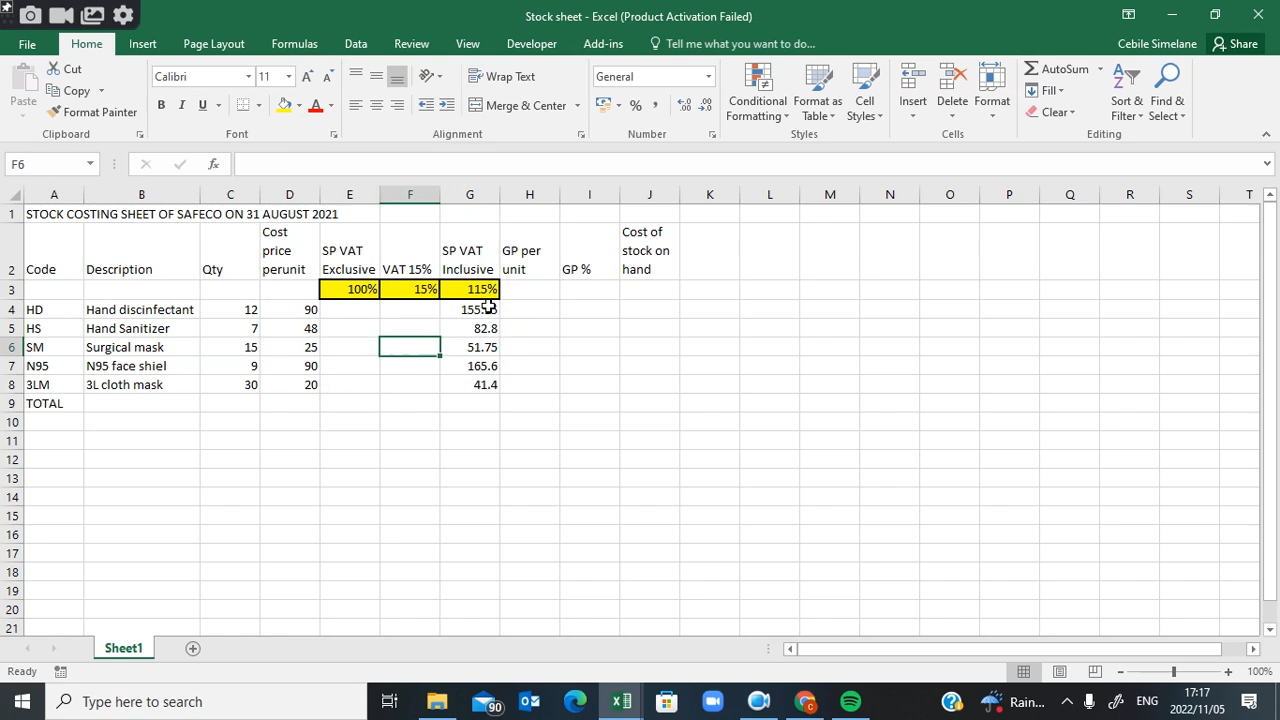 Stock sheet - Excel (Product Activation Failed)
File Home Insert Page Layout Formulas Data Review View Developer Add-ins Tell me what you want to do... Cebile Simelane Share
Paste
Cut
Copy
Format Painter
Clipboard
Calibri 11
B I U
Font
Wrap Text
Merge & Center
Alignment
General
Number
Conditional Formatting
Format as Table
Cell Styles
Styles
Insert Delete Format
Cells
AutoSum
Fill
Clear
Sort & Filter
Find & Select
Editing
F6
A B C D E F G H I J K L M N O P Q R S T
1 STOCK COSTING SHEET OF SAFECO ON 31 AUGUST 2021
2 Code Description Qty Cost price perunit SP VAT Exclusive VAT 15% SP VAT Inclusive GP per unit GP % Cost of stock on hand
3 100% 15% 115%
4 HD Hand discinfectant 12 90
5 HS Hand Sanitizer 7 48 82.8
6 SM Surgical mask 15 25 51.75
7 N95 N95 face shiel 9 90 165.6
8 3LM 3L cloth mask 30 20 41.4
9 TOTAL
10
11
12
13
14
15
16
17
18
19
20
21
Sheet1
Ready 100%
Type here to search 90 Rain... ENG 17:17
2022/11/05